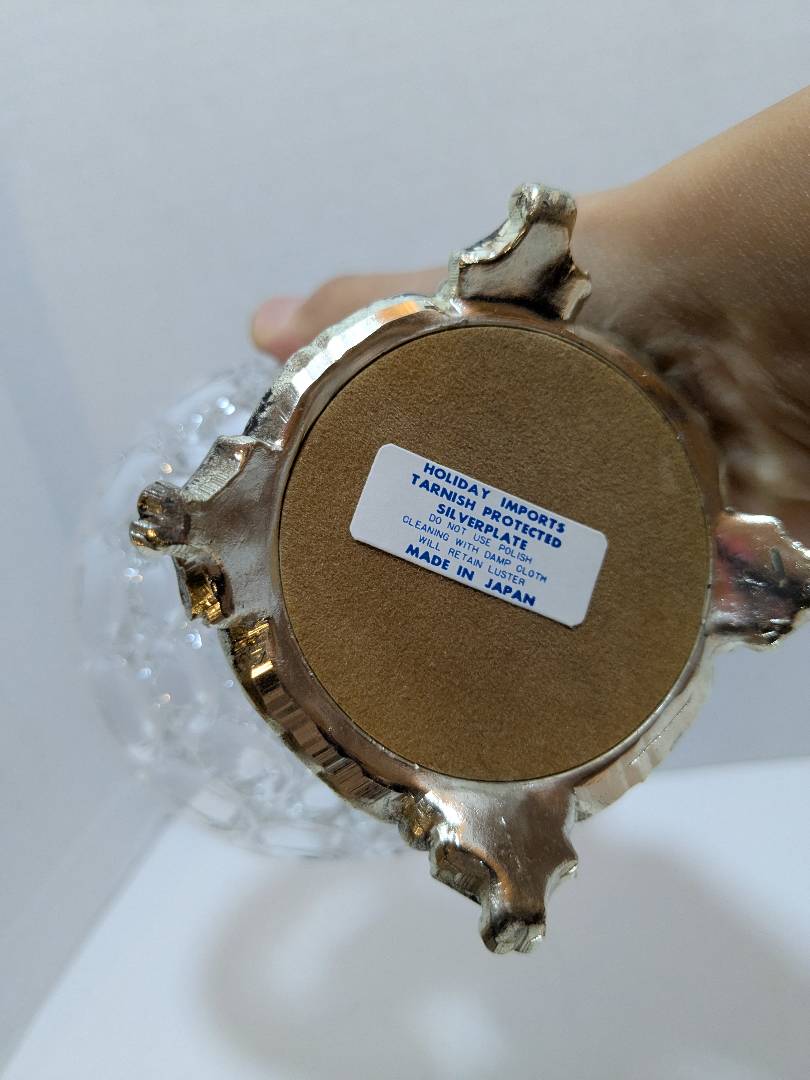 HOLIDAY IMPORTS
TARNISH PROTECTED
SILVERPLATE
DO NOT USE POLISH
CLEANING WITH DAMP CLOTH
WILL RETAIN LUSTER
MADE IN JAPAN